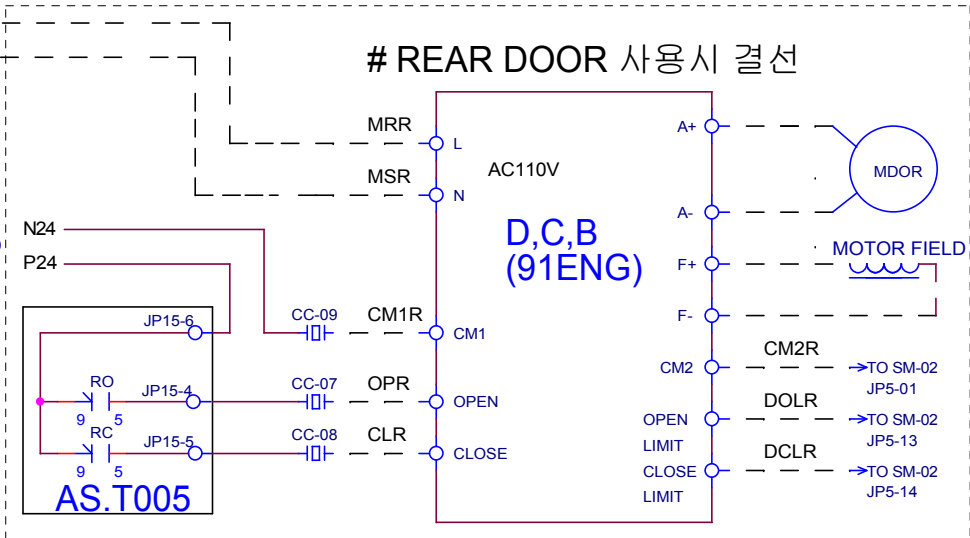 # REAR DOOR 사용시 결선
MRR
L
A+
AC110V
MDOR
MSR
N
A-
N24
D,C,B
(91ENG)
MOTOR FIELD
P24
F+
JP15-6
CC-09
CM1R
CM1
F-
CM2R
CM2
TO SM-02
JP5-01
RO
JP15-4
CC-07
OPR
OPEN
9
5
DOLR
OPEN
LIMIT
TO SM-02
JP5-13
RC
JP15-5
CC-08
CLR
CLOSE
9
5
DCLR
CLOSE
LIMIT
TO SM-02
JP5-14
AS.T005